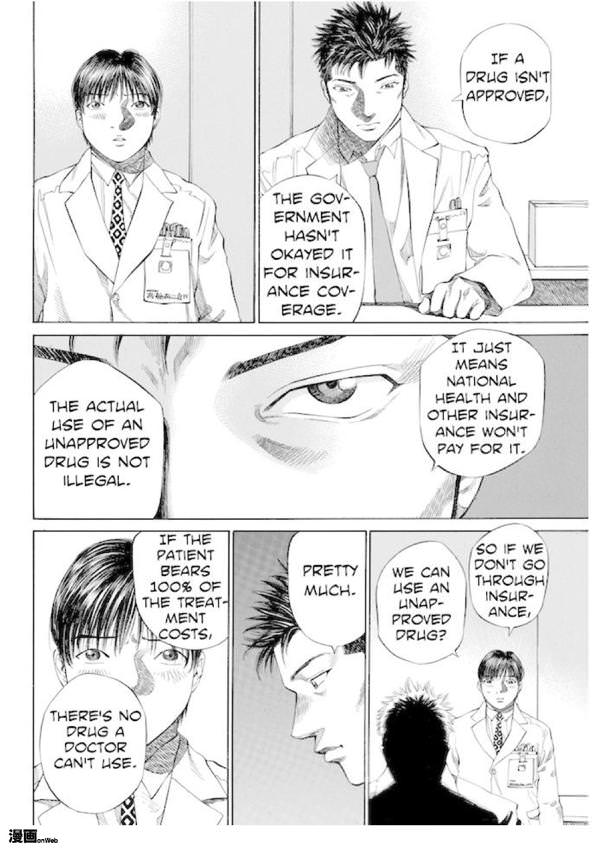 IF A
DRUG ISN'T
APPROVED,
THE GOV-
ERNMENT
HASN'T
OKAYED IT
FOR INSUR-
ANCE COV-
ERAGE.
IT JUST
MEANS
NATIONAL
HEALTH AND
OTHER INSUR-
ANCE WON'T
PAY FOR IT.
THE ACTUAL
USE OF AN
UNAPPROVED
DRUG IS NOT
ILLEGAL.
SO IF WE
DON'T GO
THROUGH
INSUR-
ANCE,
WE CAN
USE AN
UNAP-
PROVED
DRUG?
PRETTY
MUCH.
IF THE
PATIENT
BEARS
100% OF
THE TREAT-
MENT
COSTS,
THERE'S NO
DRUG A
DOCTOR
CAN'T USE.
漫画onWeb